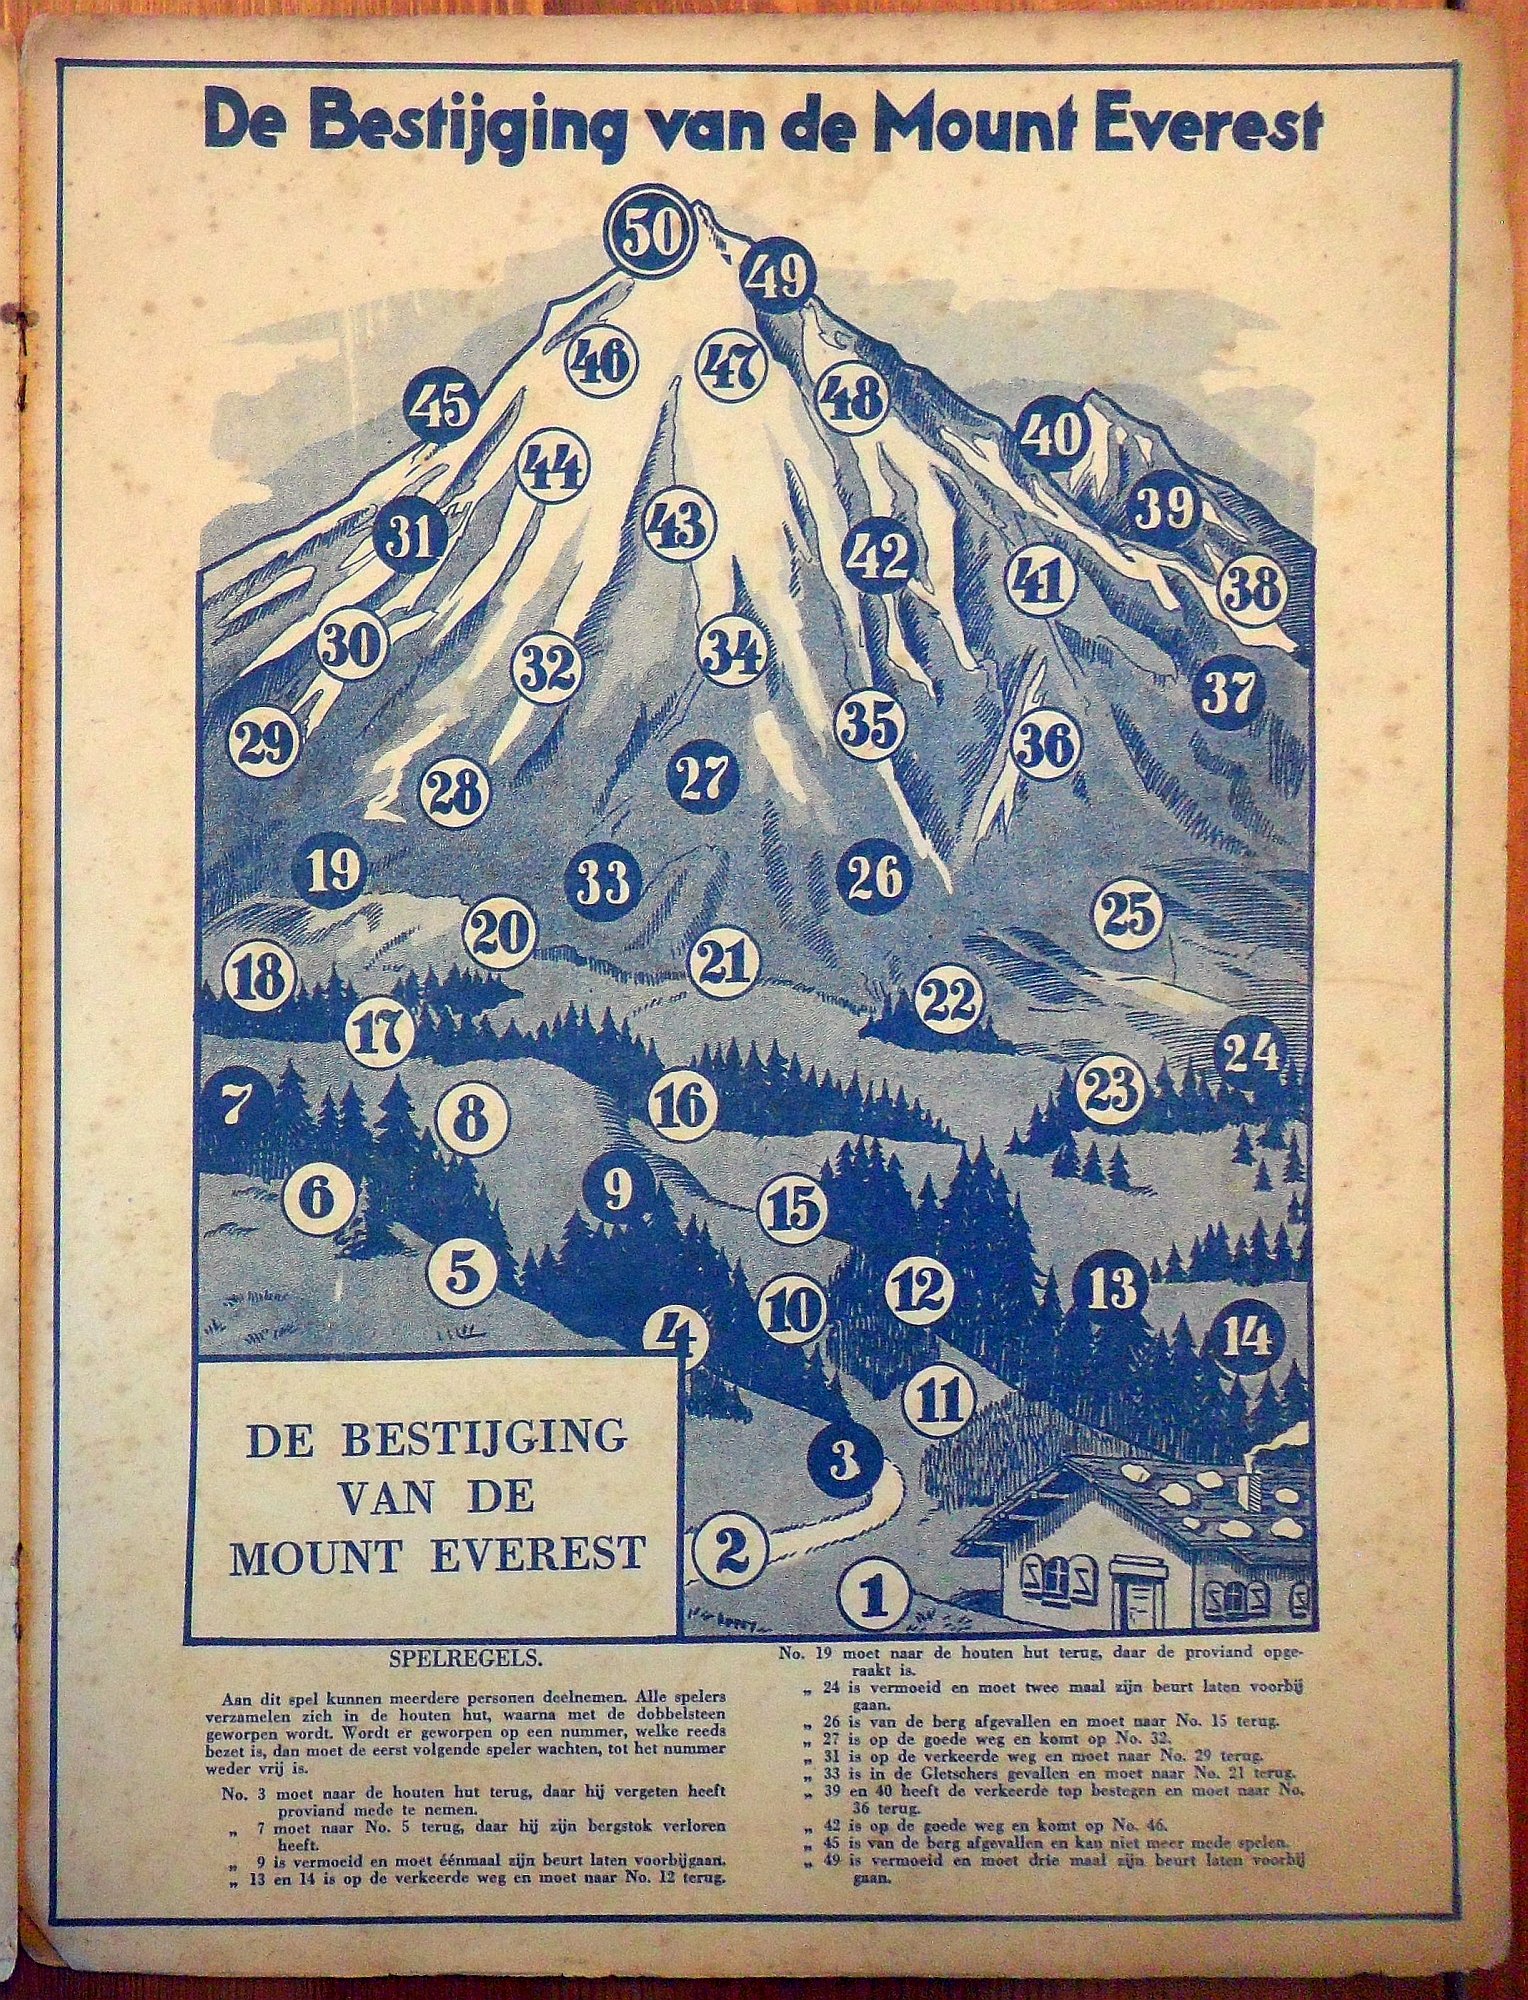 De Bestijging van de Mount Everest
50
49
46
47
48
45
40
44
39
31
43
42
41
38
30
32
34
37
29
35
36
28
27
19
33
26
25
20
18
21
22
17
24
23
7
8
16
6
9
15
5
12
13
10
4
14
11
3
2
1
DE BESTIJGING
VAN DE
MOUNT EVEREST
SPELREGELS.
Aan dit spel kunnen meerdere personen deelnemen. Alle spelers
verzamelen zich in de houten hut, waarna met de dobbelsteen
geworpen wordt. Wordt er geworpen op een nummer, welke reeds
bezet is, dan moet de eerst volgende speler wachten, tot het nummer
weder vrij is.
No. 3 moet naar de houten hut terug, daar hij vergeten heeft
proviand mede te nemen.
„ 7 moet naar No. 5 terug, daar hij zijn bergstok verloren
heeft.
„ 9 is vermoeid en moet éénmaal zijn beurt laten voorbijgaan.
„ 13 en 14 is op de verkeerde weg en moet naar No. 12 terug.
No. 19 moet naar de houten hut terug, daar de proviand opge-
raakt is.
„ 24 is vermoeid en moet twee maal zijn beurt laten voorbij
gaan.
„ 26 is van de berg afgevallen en moet naar No. 15 terug.
„ 27 is op de goede weg en komt op No. 32.
„ 31 is op de verkeerde weg en moet naar No. 29 terug.
„ 33 is in de Gletschers gevallen en moet naar No. 21 terug.
„ 39 en 40 heeft de verkeerde top bestegen en moet naar No.
36 terug.
„ 42 is op de goede weg en komt op No. 46.
„ 45 is van de berg afgevallen en kan niet meer mede spelen.
„ 49 is vermoeid en moet drie maal zijn beurt laten voorbij
gaan.